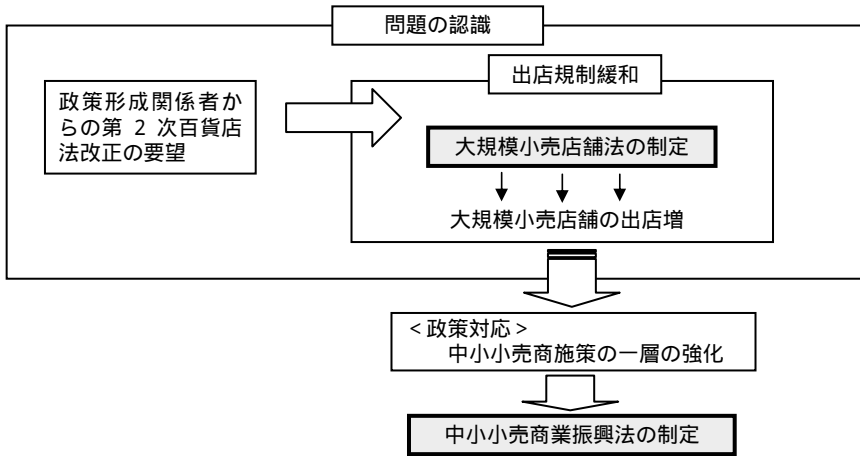 問題の認識
出店規制緩和
政策形成関係者か
らの第 2 次百貨店
法改正の要望
大規模小売店舗法の制定
大規模小売店舗の出店増
<政策対応>
中小小売商施策の一層の強化
中小小売商業振興法の制定